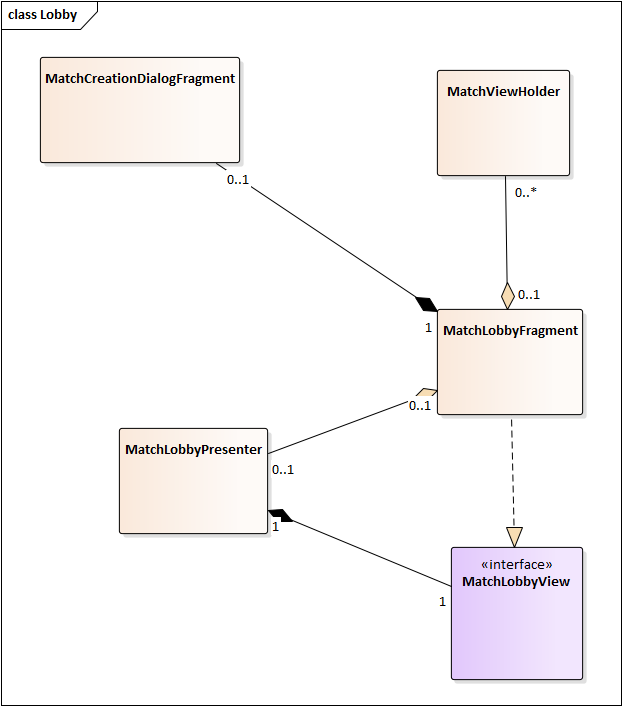 class Lobby
MatchCreationDialogFragment
MatchViewHolder
0..1
0..*
0..1
1
MatchLobbyFragment
0..1
MatchLobbyPresenter
0..1
1
«interface»
MatchLobbyView
1